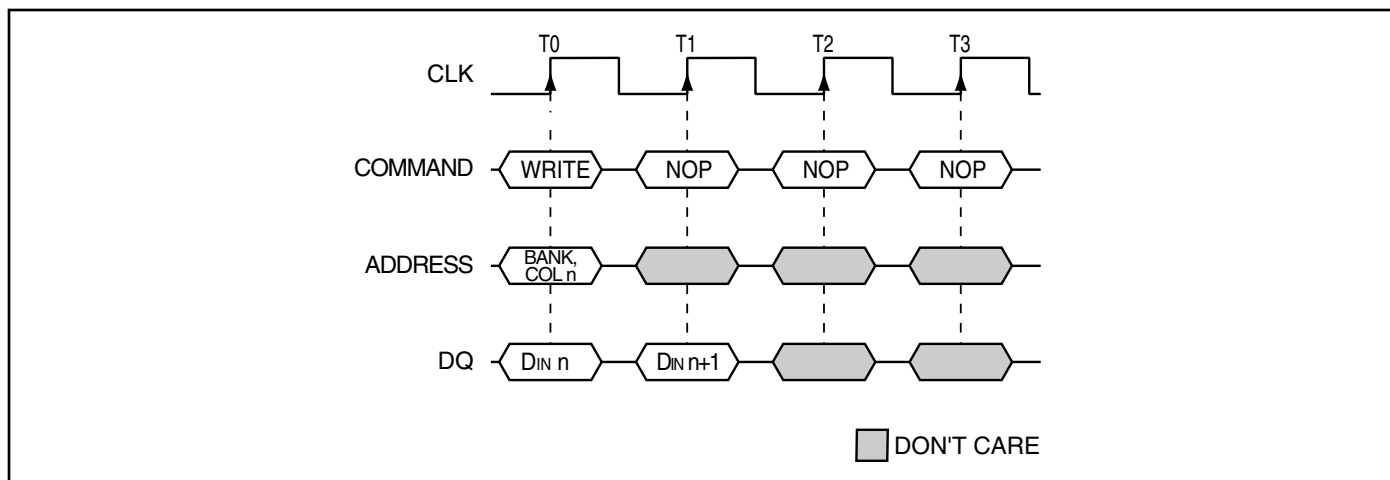 T0 T1 T2 T3
CLK
COMMAND WRITE NOP NOP NOP
ADDRESS BANK,
COL n
DQ DIN n DIN n+1
DON'T CARE